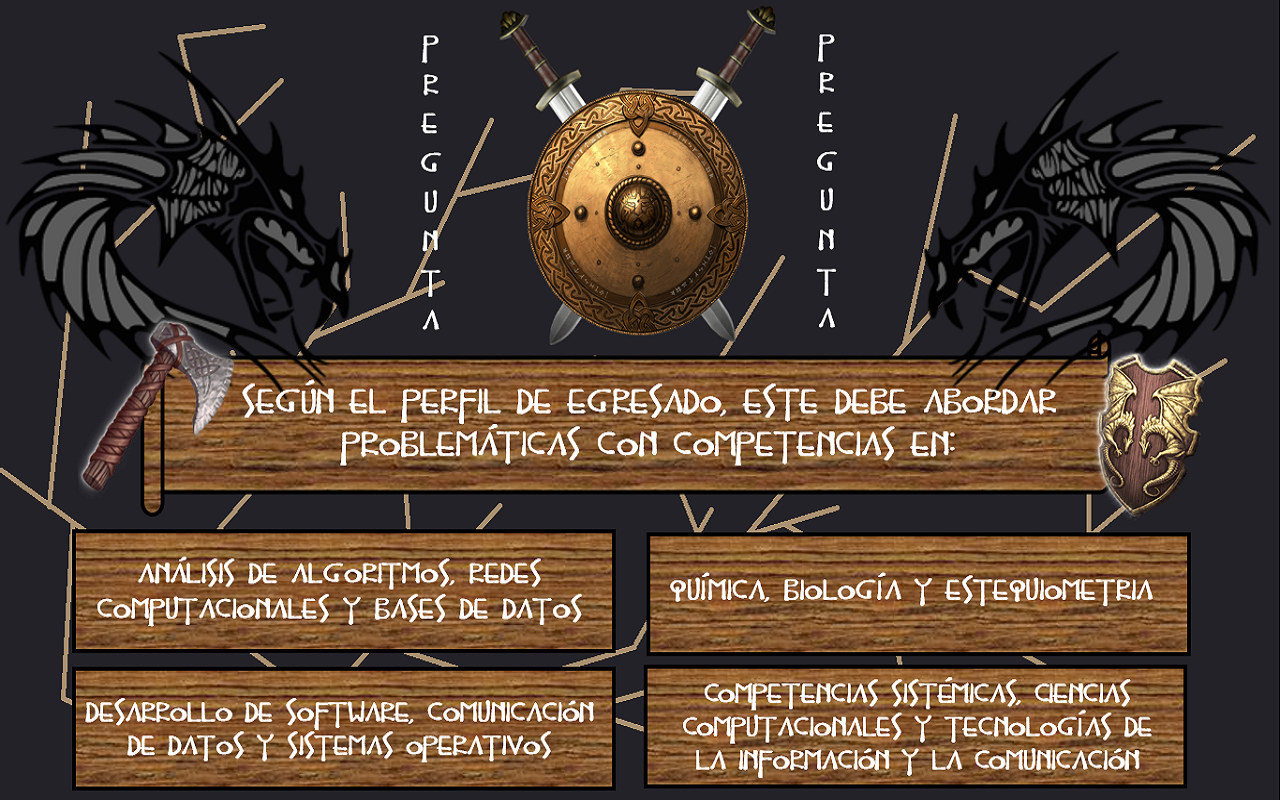 PREGUNTA
PREGUNTA
SEGÚN EL PERFIL DE EGRESADO, ESTE DEBE ABORDAR
PROBLEMÁTICAS CON COMPETENCIAS EN:
ANÁLISIS DE ALGORITMOS, REDES
COMPUTACIONALES Y BASES DE DATOS
QUÍMICA, BIOLOGÍA Y ESTEQUIOMETRIA
DESARROLLO DE SOFTWARE, COMUNICACIÓN
DE DATOS Y SISTEMAS OPERATIVOS
COMPETENCIAS SISTÉMICAS, CIENCIAS
COMPUTACIONALES Y TECNOLOGÍAS DE
LA INFORMACIÓN Y LA COMUNICACIÓN